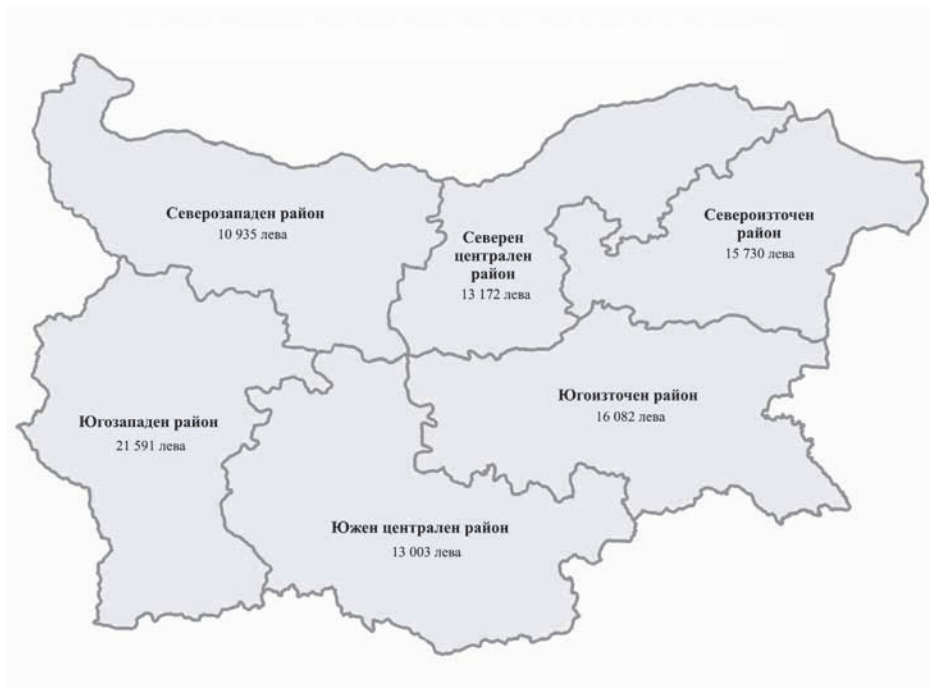 Северозападен район
10 935 лева
Северен
централен
район
13 172 лева
Североизточен
район
15 730 лева
Югозападен район
21 591 лева
Югоизточен район
16 082 лева
Южен централен район
13 003 лева